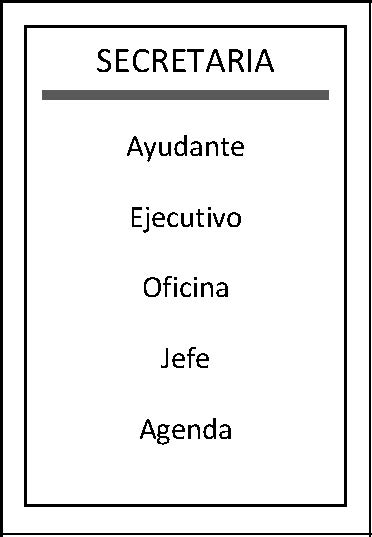 SECRETARIA
Ayudante
Ejecutivo
Oficina
Jefe
Agenda